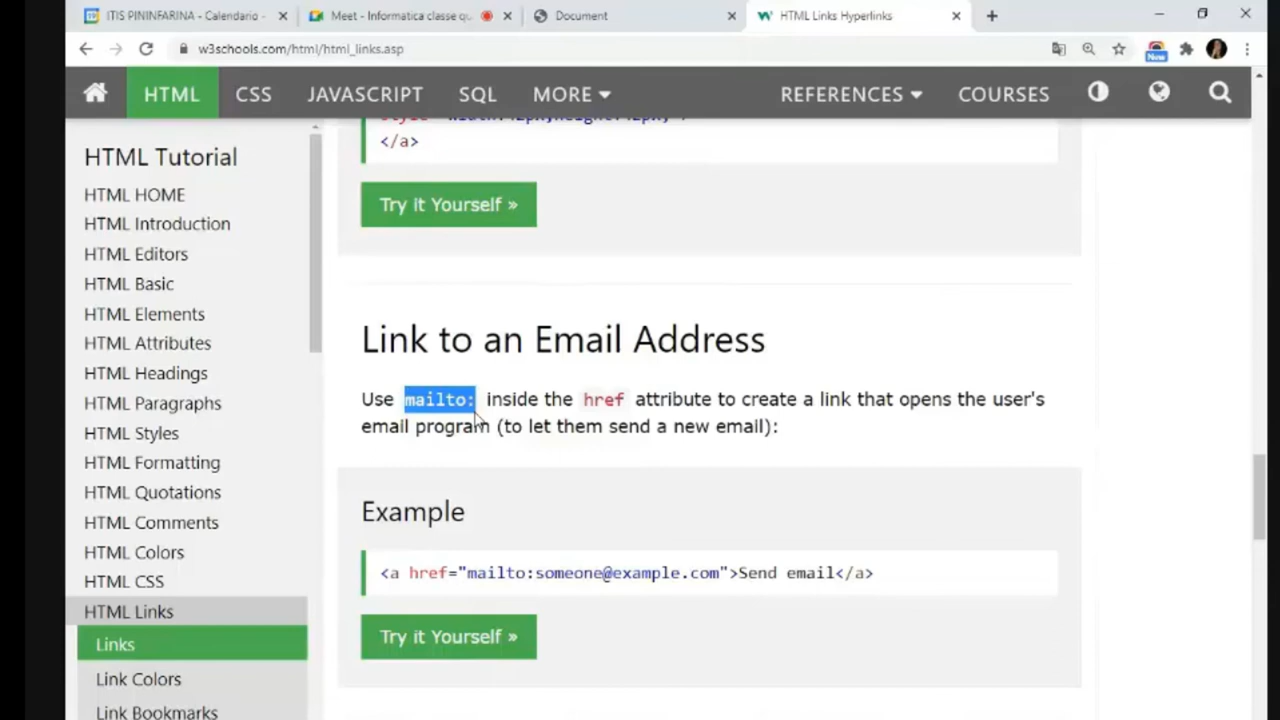 ITIS PININFARINA - Calendario -
Meet - Informatica classe qu
Document
HTML Links Hyperlinks
w3schools.com/html/html_links.asp
New
HTML
CSS
JAVASCRIPT
SQL
MORE
REFERENCES
COURSES
HTML Tutorial
HTML HOME
HTML Introduction
HTML Editors
HTML Basic
HTML Elements
HTML Attributes
HTML Headings
HTML Paragraphs
HTML Styles
HTML Formatting
HTML Quotations
HTML Comments
HTML Colors
HTML CSS
HTML Links
Links
Link Colors
Link Bookmarks
</a>
Try it Yourself »
Link to an Email Address
Use mailto: inside the href attribute to create a link that opens the user's
email program (to let them send a new email):
Example
<a href="mailto:someone@example.com">Send email</a>
Try it Yourself »